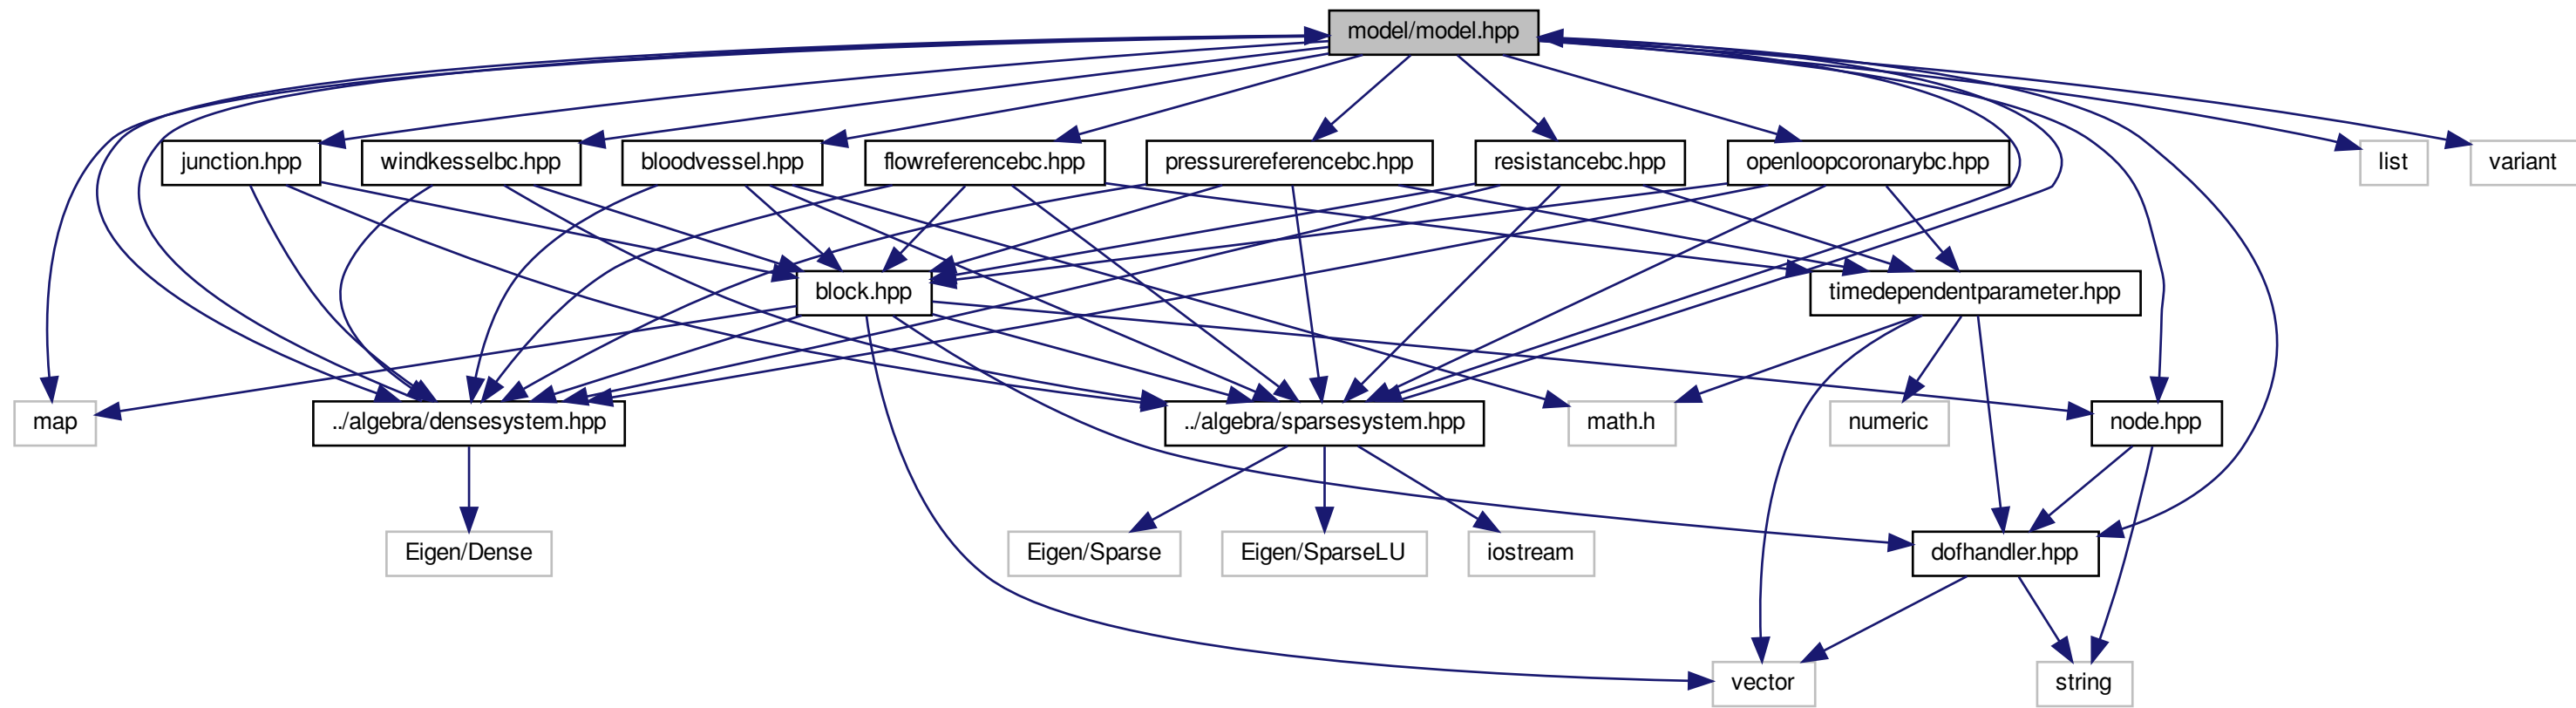 model/model.hpp
junction.hpp
windkesselbc.hpp
bloodvessel.hpp
flowreferencebc.hpp
pressurereferencebc.hpp
resistancebc.hpp
openloopcoronarybc.hpp
list
variant
block.hpp
timedependentparameter.hpp
map
../algebra/densesystem.hpp
../algebra/sparsesystem.hpp
math.h
numeric
node.hpp
Eigen/Dense
Eigen/Sparse
Eigen/SparseLU
iostream
dofhandler.hpp
vector
string